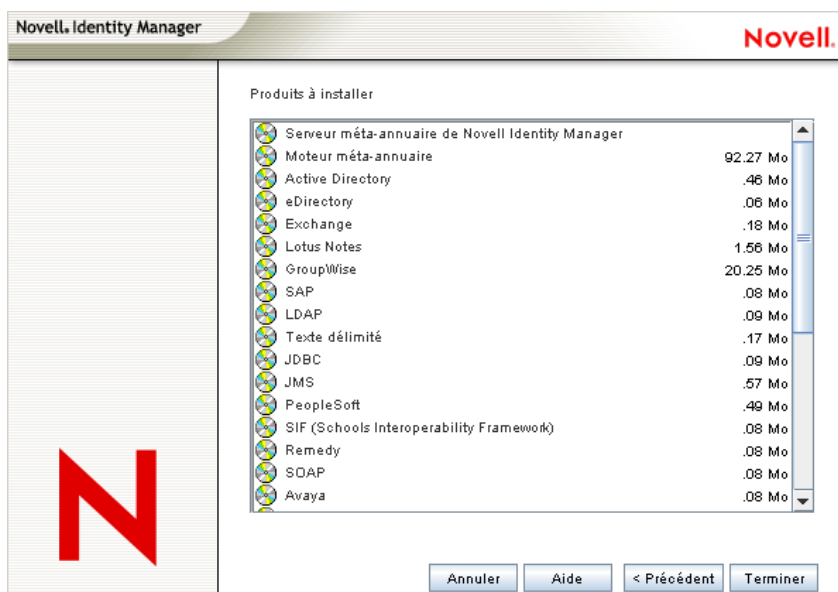 Novell. Identity Manager
Novell.
Produits à installer
Serveur méta-annuaire de Novell Identity Manager
Moteur méta-annuaire 92.27 Mo
Active Directory .46 Mo
eDirectory .06 Mo
Exchange .18 Mo
Lotus Notes 1.56 Mo
GroupWise 20.25 Mo
SAP .08 Mo
LDAP .09 Mo
Texte délimité .17 Mo
JDBC .09 Mo
JMS .57 Mo
PeopleSoft .49 Mo
SIF (Schools Interoperability Framework) .08 Mo
Remedy .08 Mo
SOAP .08 Mo
Avaya .08 Mo
N
Annuler Aide < Précédent Terminer